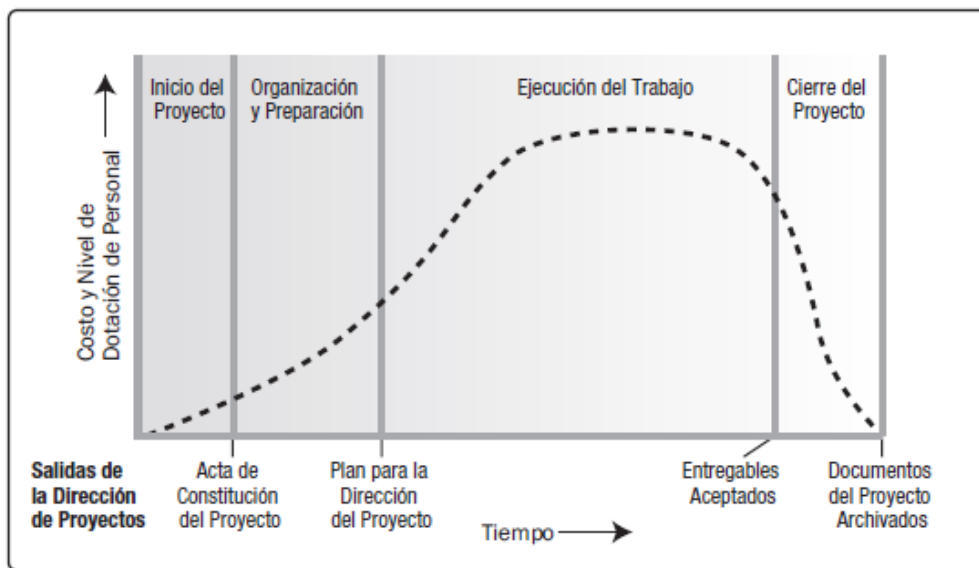 Inicio del
Proyecto
Organización
y Preparación
Ejecución del Trabajo
Cierre del
Proyecto
Costo y Nivel de
Dotación de Personal
Salidas de
la Dirección
de Proyectos
Acta de
Constitución
del Proyecto
Plan para la
Dirección
del Proyecto
Entregables
Aceptados
Documentos
del Proyecto
Archivados
Tiempo